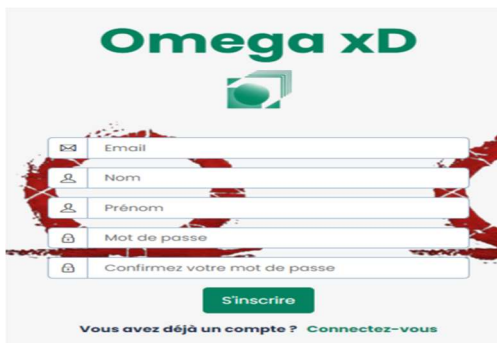 Omega xD
Email
Nom
Prénom
Mot de passe
Confirmez votre mot de passe
S'inscrire
Vous avez déjà un compte ? Connectez-vous